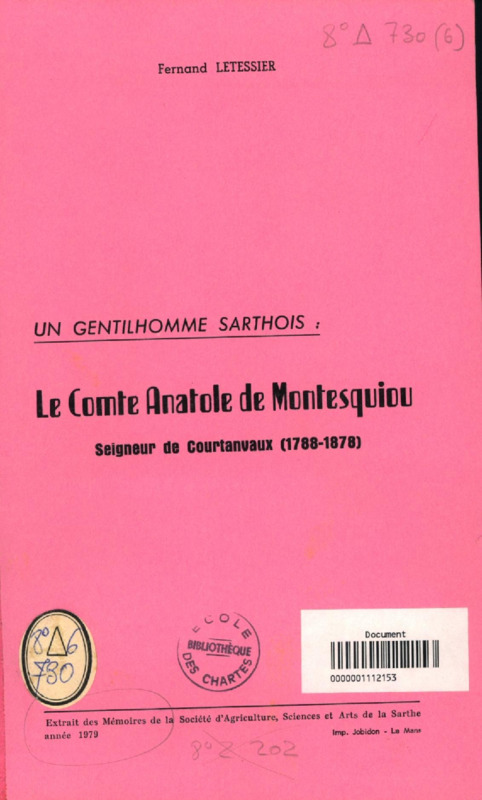 8° Δ 730 (6)
Fernand LETESSIER
UN GENTILHOMME SARTHOIS :
Le Comte Anatole de Montesquiou
Seigneur de Courtanvaux (1788-1878)
8° Δ 6
730
ECOLE
BIBLIOTHÈQUE
DES CHARTES
Document
0000001112153
Extrait des Mémoires de la Société d'Agriculture, Sciences et Arts de la Sarthe
année 1979
Imp. Jobidon - Le Mans
8° Z 202